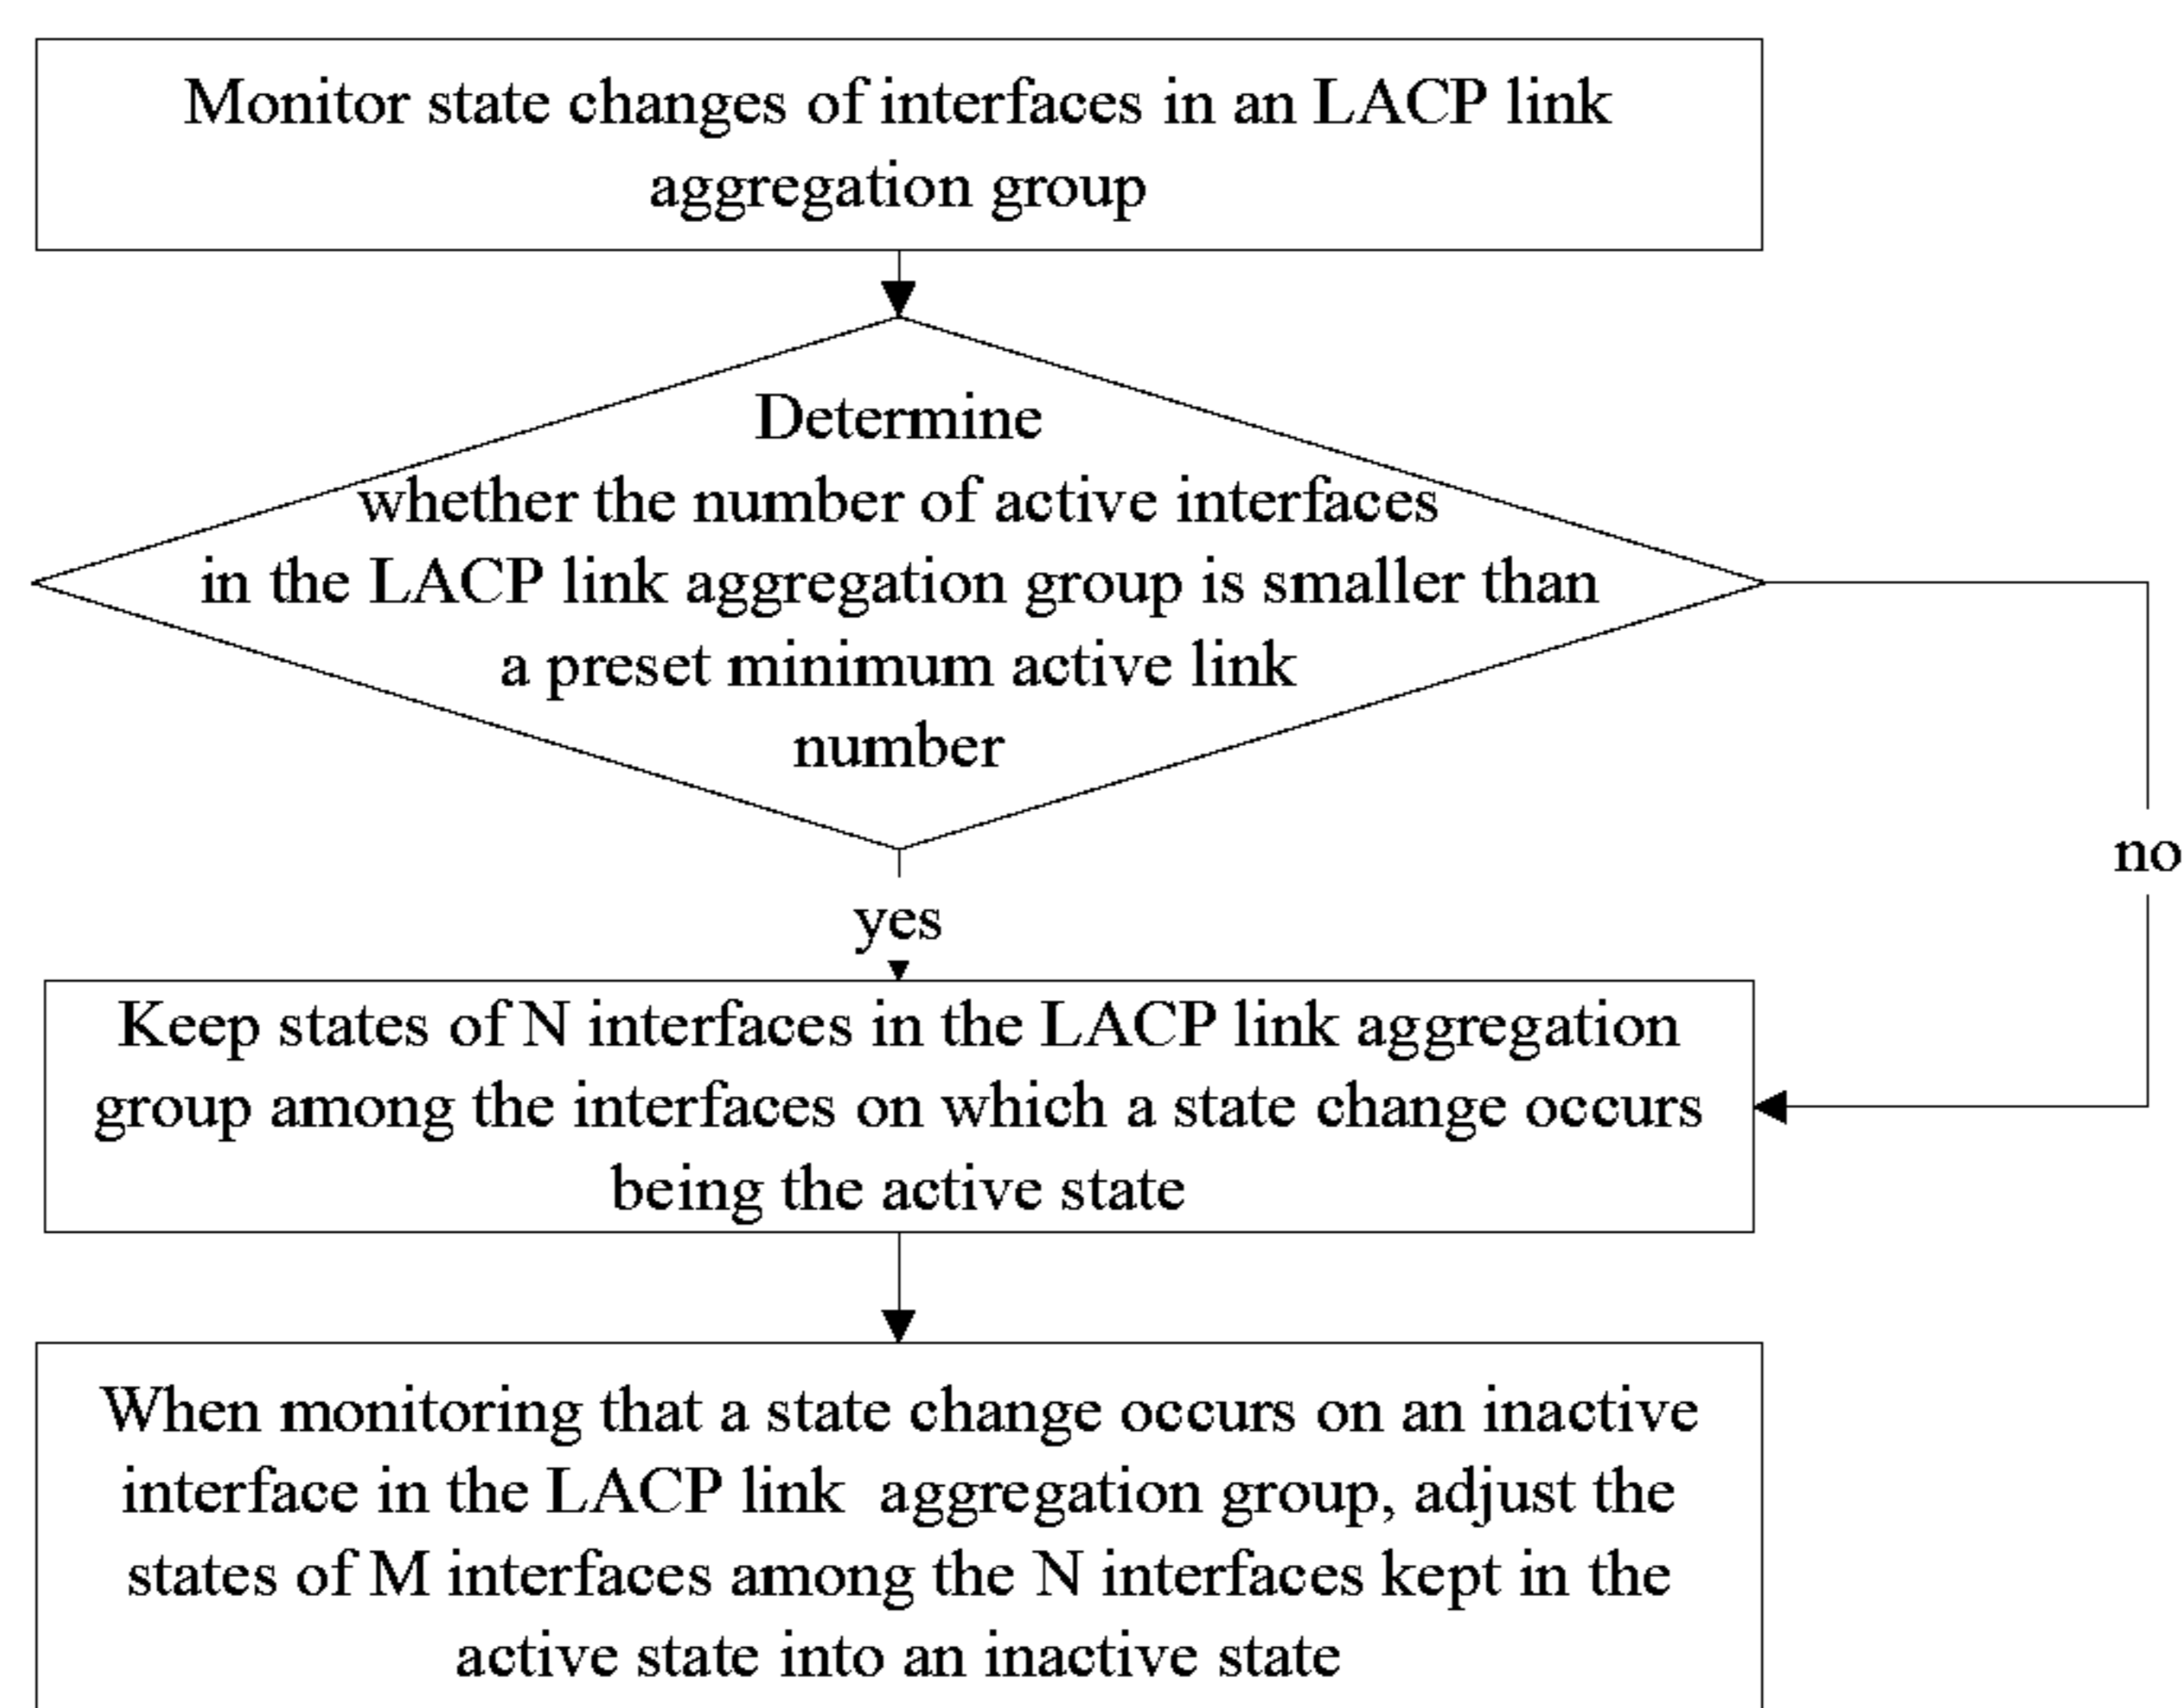 Monitor state changes of interfaces in an LACP link
aggregation group
Determine
whether the number of active interfaces
in the LACP link aggregation group is smaller than
a preset minimum active link
number
no
yes
Keep states of N interfaces in the LACP link aggregation
group among the interfaces on which a state change occurs
being the active state
When monitoring that a state change occurs on an inactive
interface in the LACP link aggregation group, adjust the
states of M interfaces among the N interfaces kept in the
active state into an inactive state